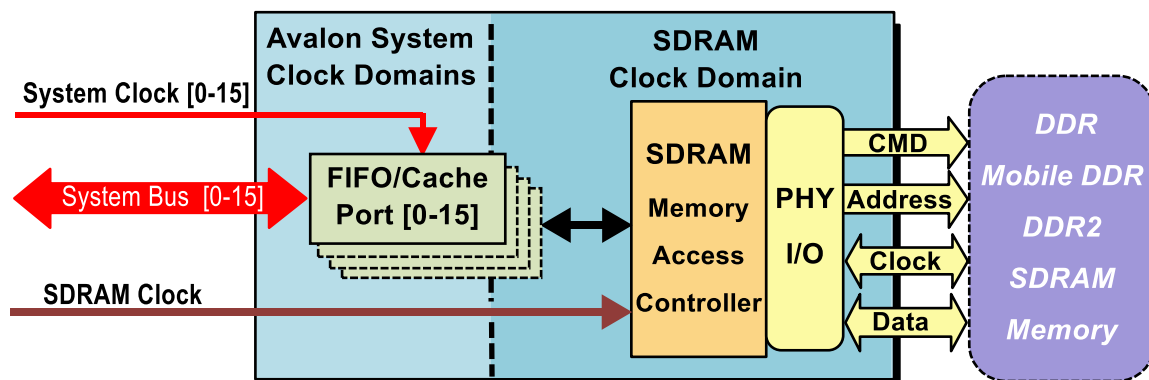 Avalon System
Clock Domains
SDRAM
Clock Domain
System Clock [0-15]
System Bus [0-15]
SDRAM Clock
FIFO/Cache
Port [0-15]
SDRAM
Memory
Access
Controller
PHY
I/O
CMD
Address
Clock
Data
DDR
Mobile DDR
DDR2
SDRAM
Memory